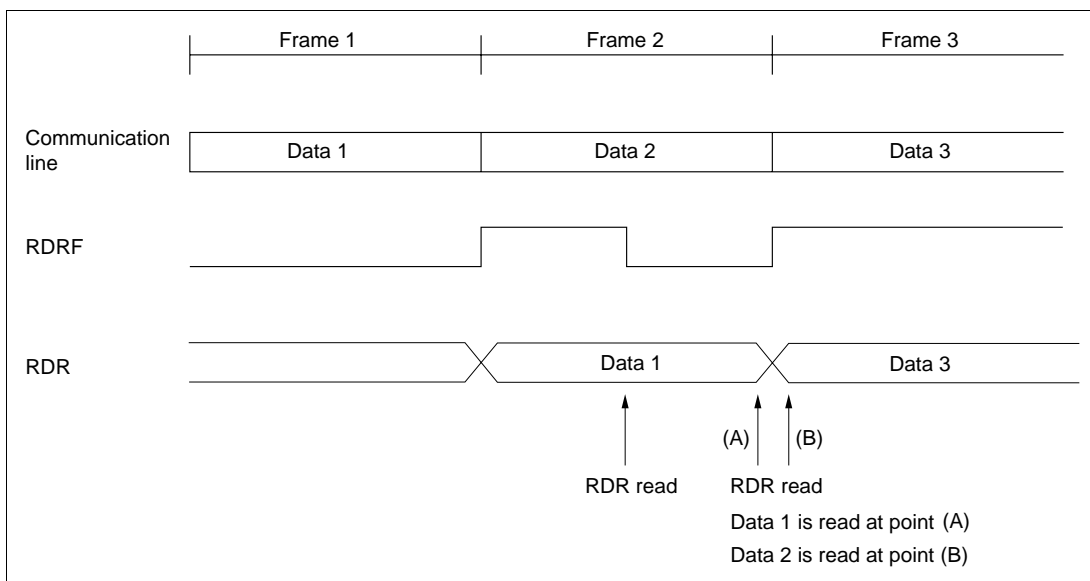 Frame 1 Frame 2 Frame 3
Communication
line
Data 1 Data 2 Data 3
RDRF
RDR
Data 1 Data 3
(A) (B)
RDR read RDR read
Data 1 is read at point (A)
Data 2 is read at point (B)